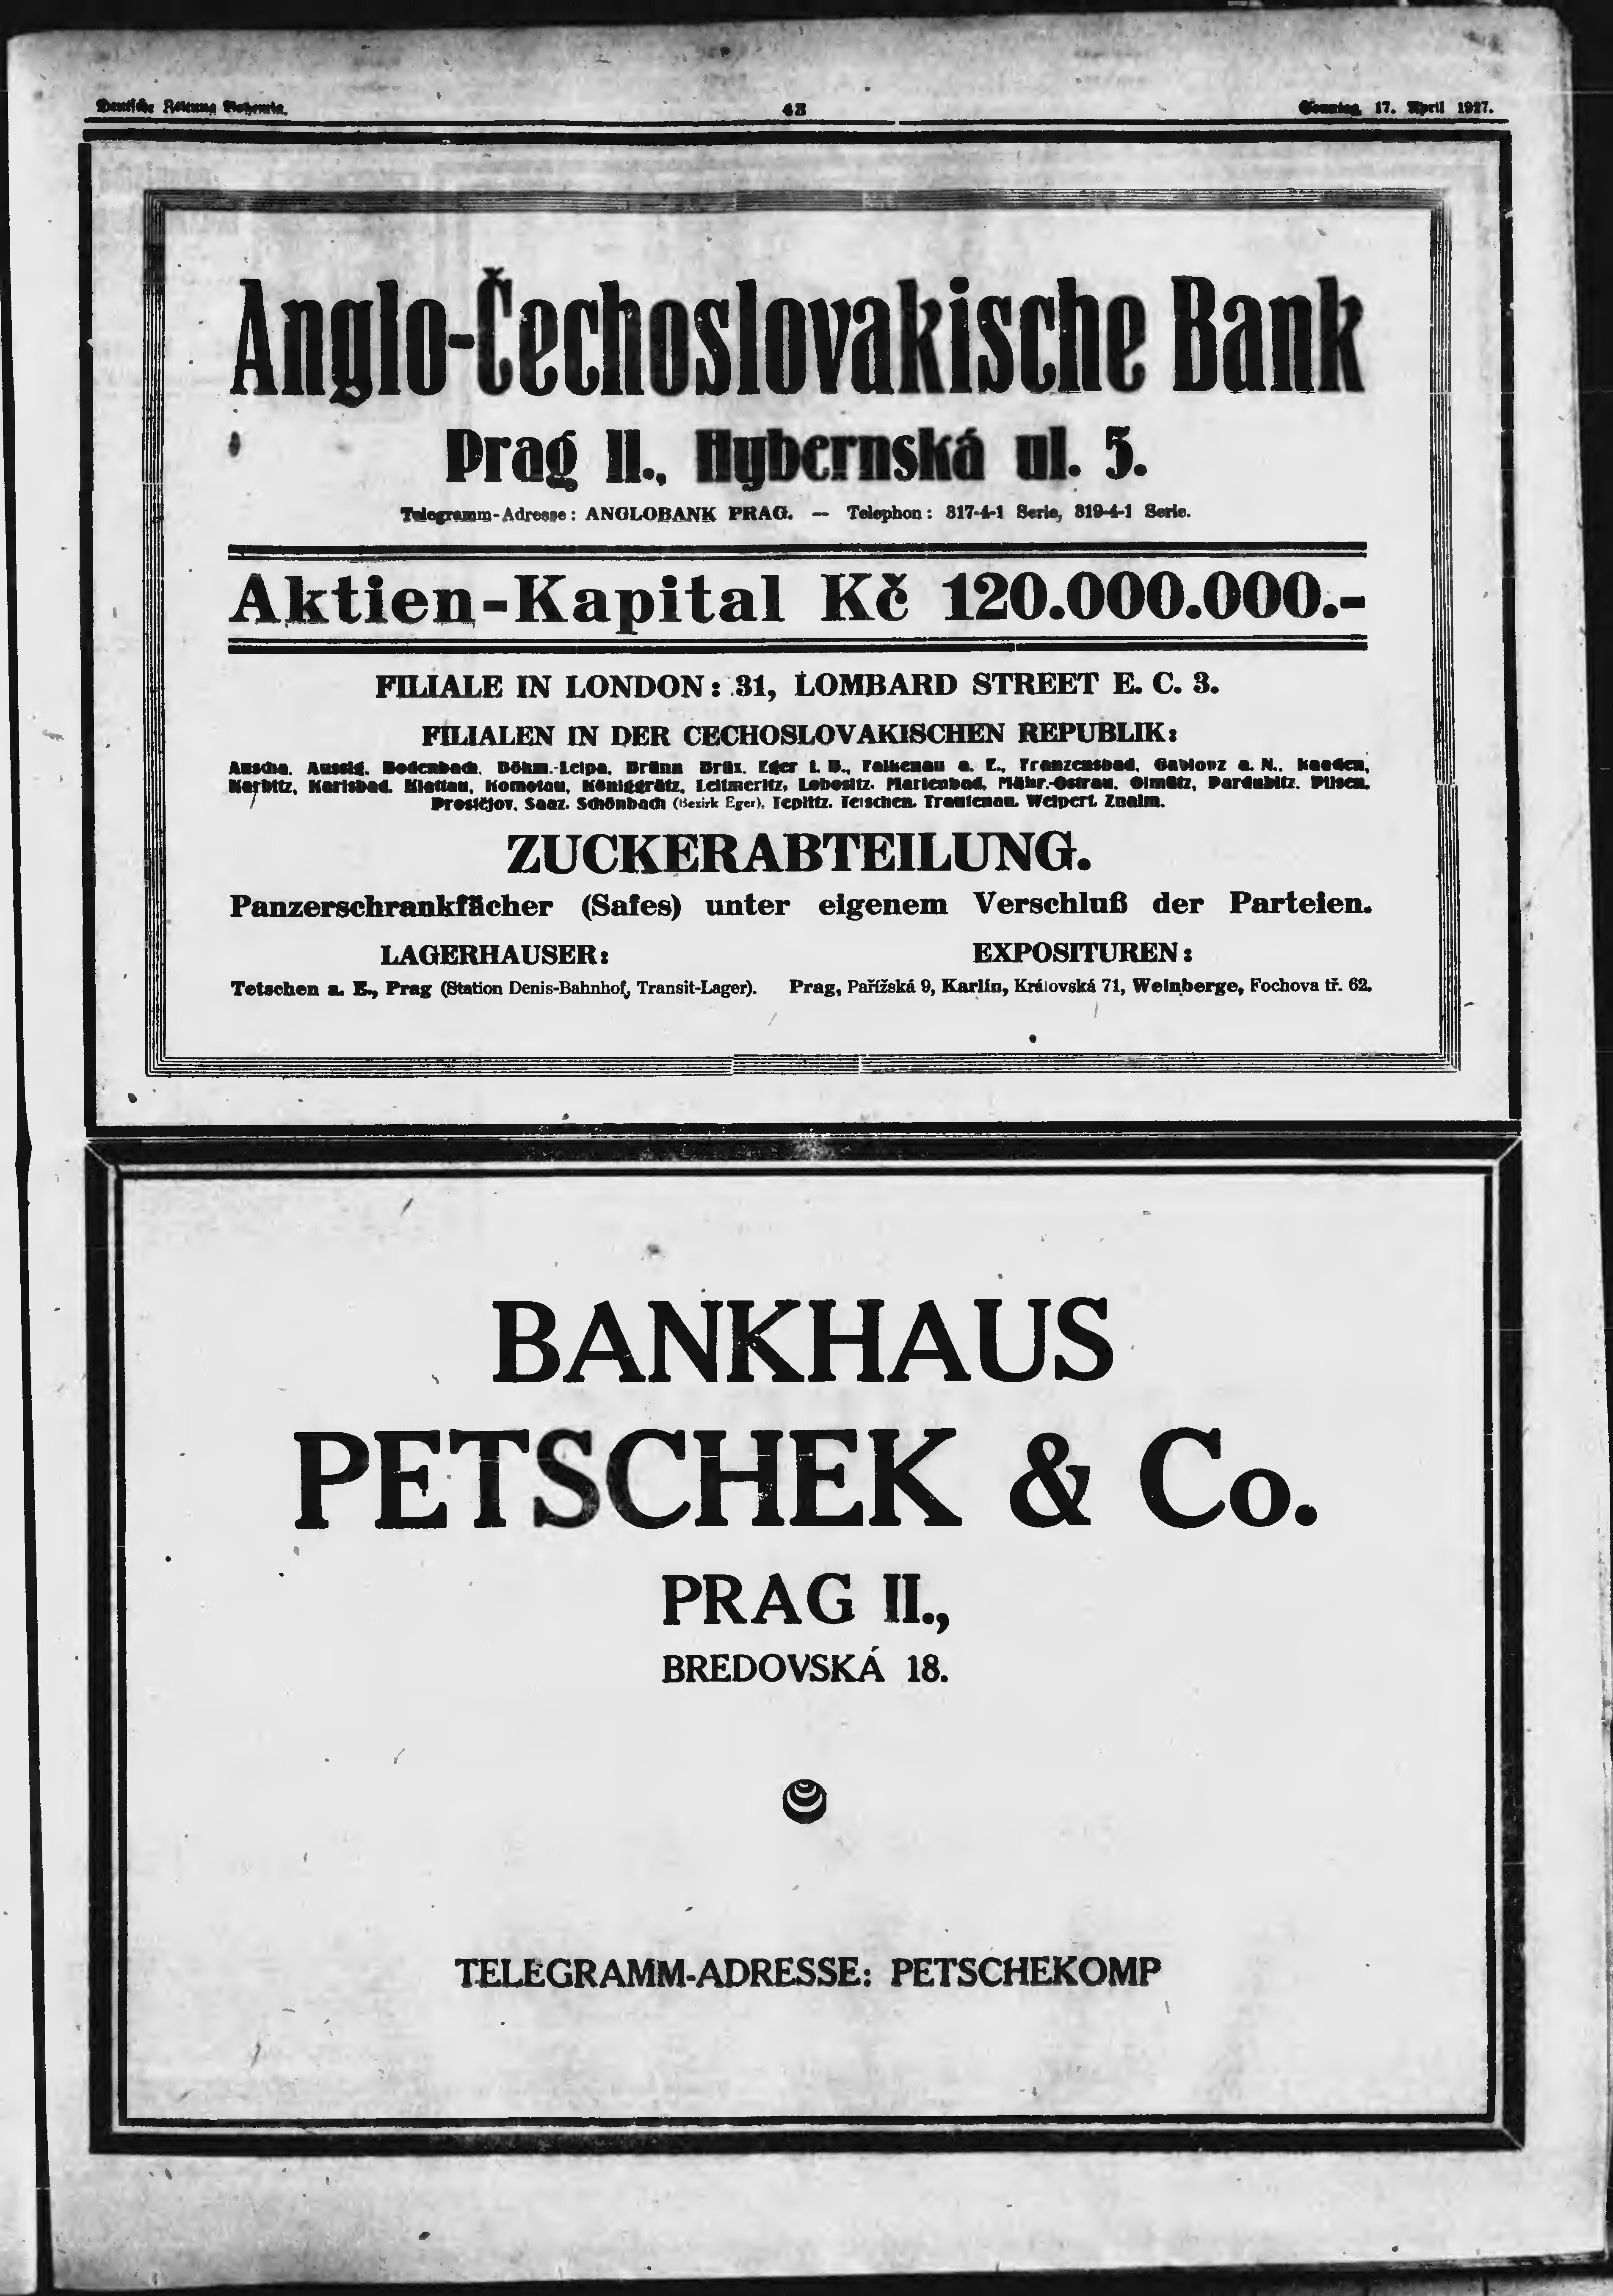 Deutsche Zeitung Bohemia.
43
Sonntag, 17. April 1927.
Anglo-Čechoslovakische Bank
Prag II., Hybernská ul. 5.
Telegramm-Adresse: ANGLOBANK PRAG. — Telephon: 317-4-1 Serie, 319-4-1 Serie.
Aktien-Kapital Kč 120.000.000.-
FILIALE IN LONDON: 31, LOMBARD STREET E. C. 3.
FILIALEN IN DER CECHOSLOVAKISCHEN REPUBLIK:
Auscha, Aussig, Bodenbach, Böhm.-Leipa, Brünn Brüx, Eger i. B., Falkenau a. E., Franzensbad, Gablonz a. N., Kaaden,
Karbitz, Karlsbad, Klattau, Komotau, Königgrätz, Leitmeritz, Lobositz, Marienbad, Mähr.-Ostrau, Olmütz, Pardubitz, Pilsen,
Prostějov, Saaz, Schönbach (Bezirk Eger), Teplitz, Tetschen, Trautenau, Weipert, Znaim.
ZUCKERABTEILUNG.
Panzerschrankfächer (Safes) unter eigenem Verschluß der Parteien.
LAGERHAUSER:
Tetschen a. E., Prag (Station Denis-Bahnhof, Transit-Lager).
EXPOSITUREN:
Prag, Pařížská 9, Karlín, Královská 71, Weinberge, Fochova tř. 62.
BANKHAUS
PETSCHEK & Co.
PRAG II.,
BREDOVSKÁ 18.
TELEGRAMM-ADRESSE: PETSCHEKOMP